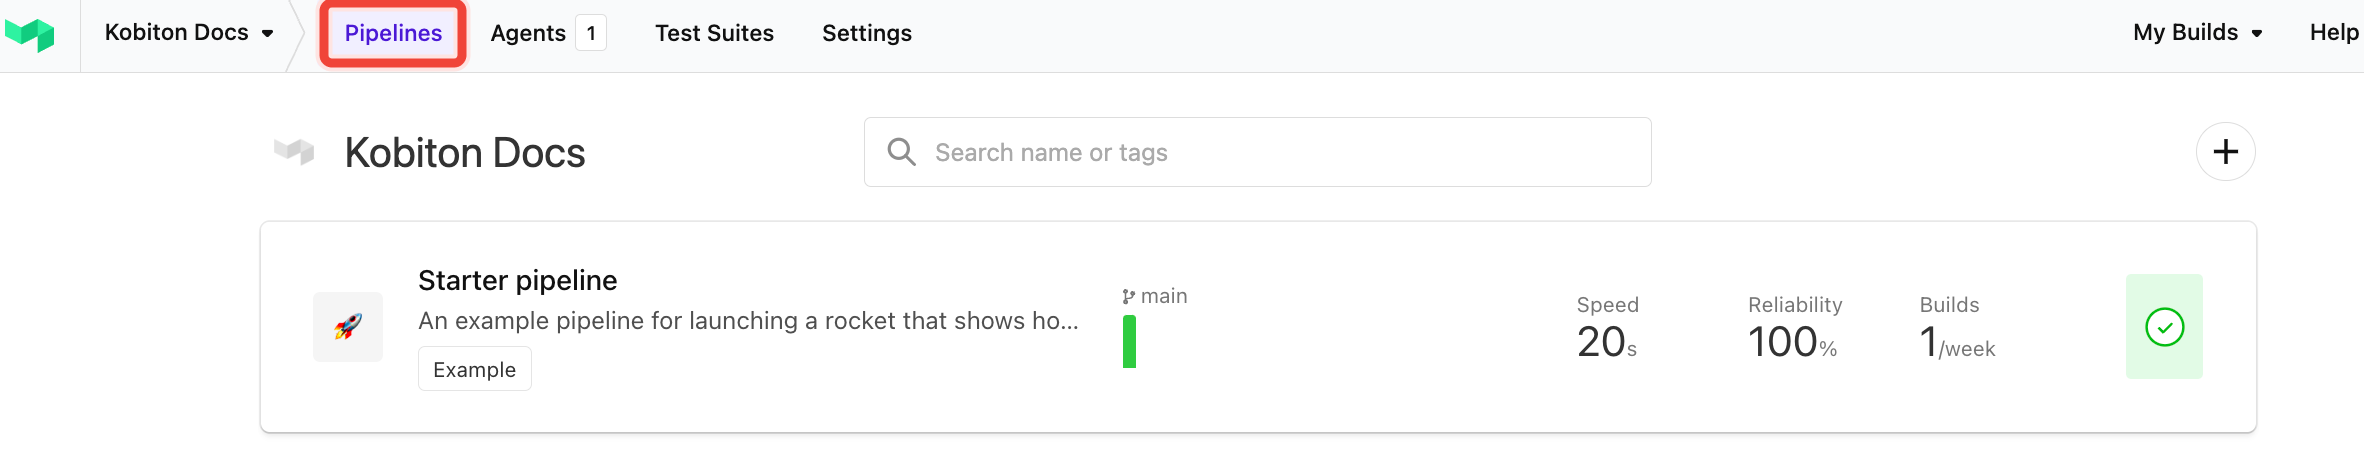 Kobiton Docs Pipelines Agents 1 Test Suites Settings My Builds Help
Kobiton Docs Search name or tags
Starter pipeline
An example pipeline for launching a rocket that shows ho...
Example
main
Speed
20s
Reliability
100%
Builds
1/week